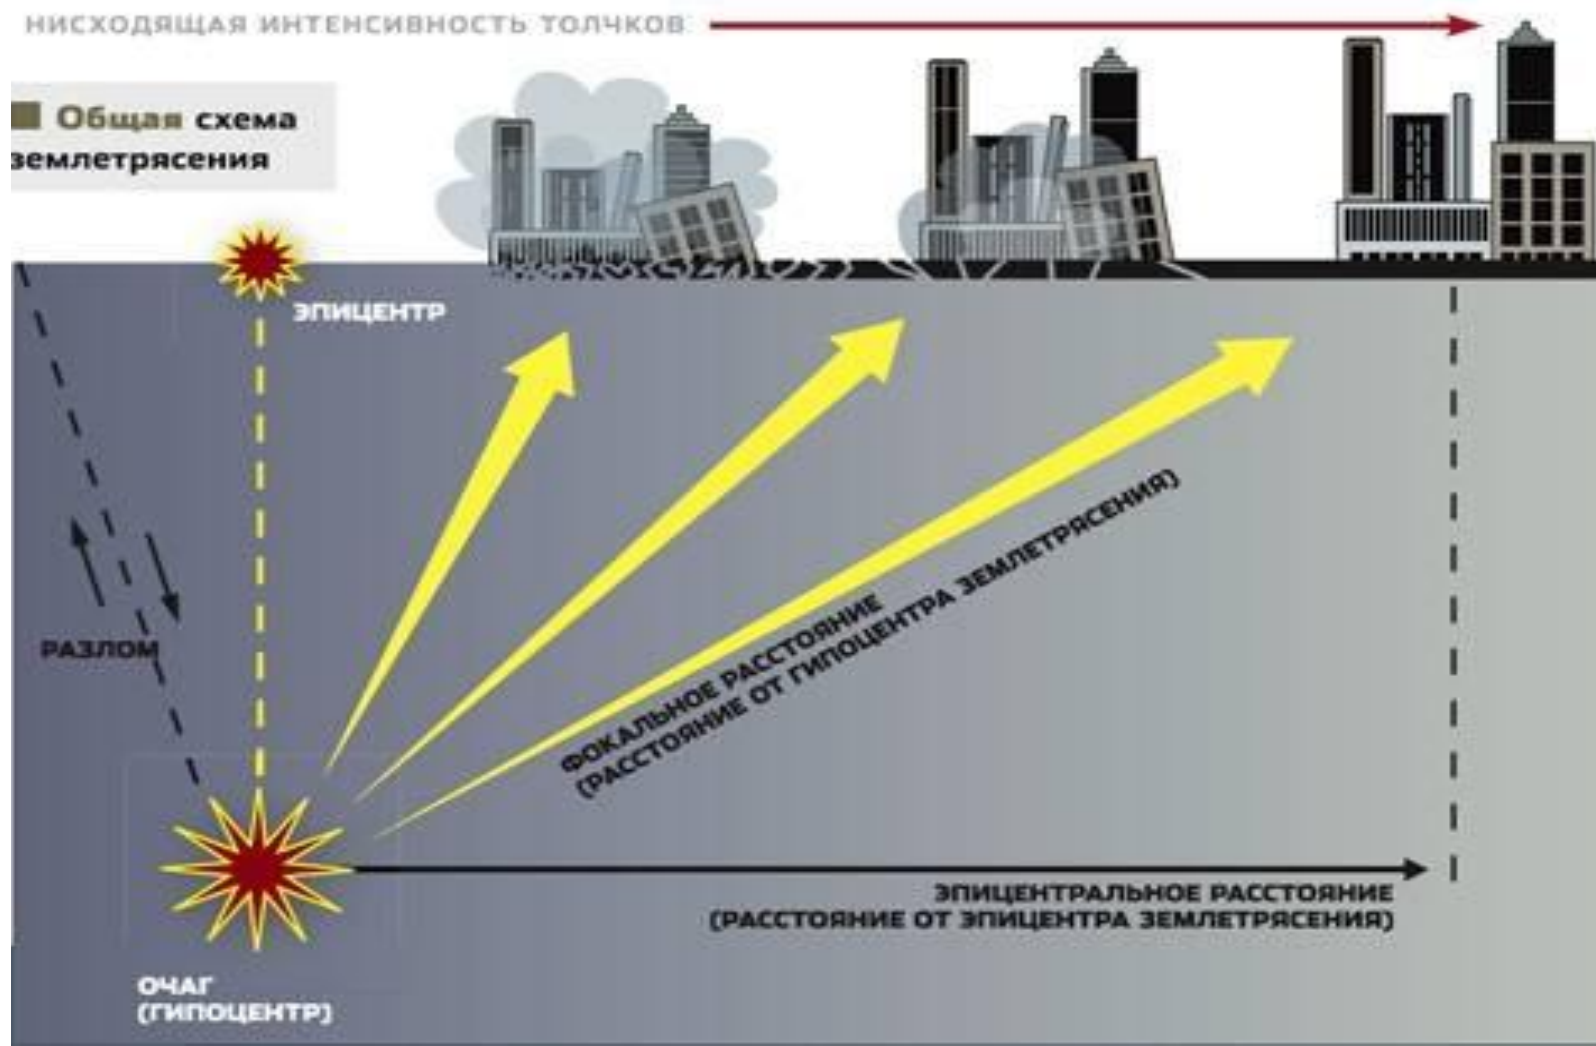 НИСХОДЯЩАЯ ИНТЕНСИВНОСТЬ ТОЛЧКОВ
Общая схема
землетрясения
ЭПИЦЕНТР
РАЗЛОМ
ФОКАЛЬНОЕ РАССТОЯНИЕ
(РАССТОЯНИЕ ОТ ГИПОЦЕНТРА ЗЕМЛЕТРЯСЕНИЯ)
ЭПИЦЕНТРАЛЬНОЕ РАССТОЯНИЕ
(РАССТОЯНИЕ ОТ ЭПИЦЕНТРА ЗЕМЛЕТРЯСЕНИЯ)
ОЧАГ
(ГИПОЦЕНТР)